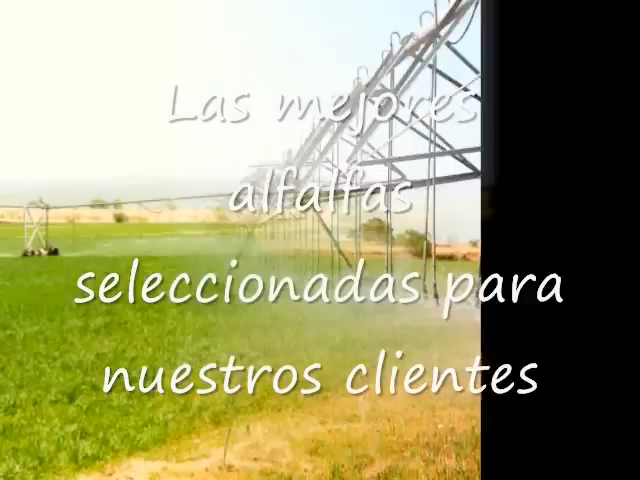 Las mejores
alfalfas
seleccionadas para
nuestros clientes